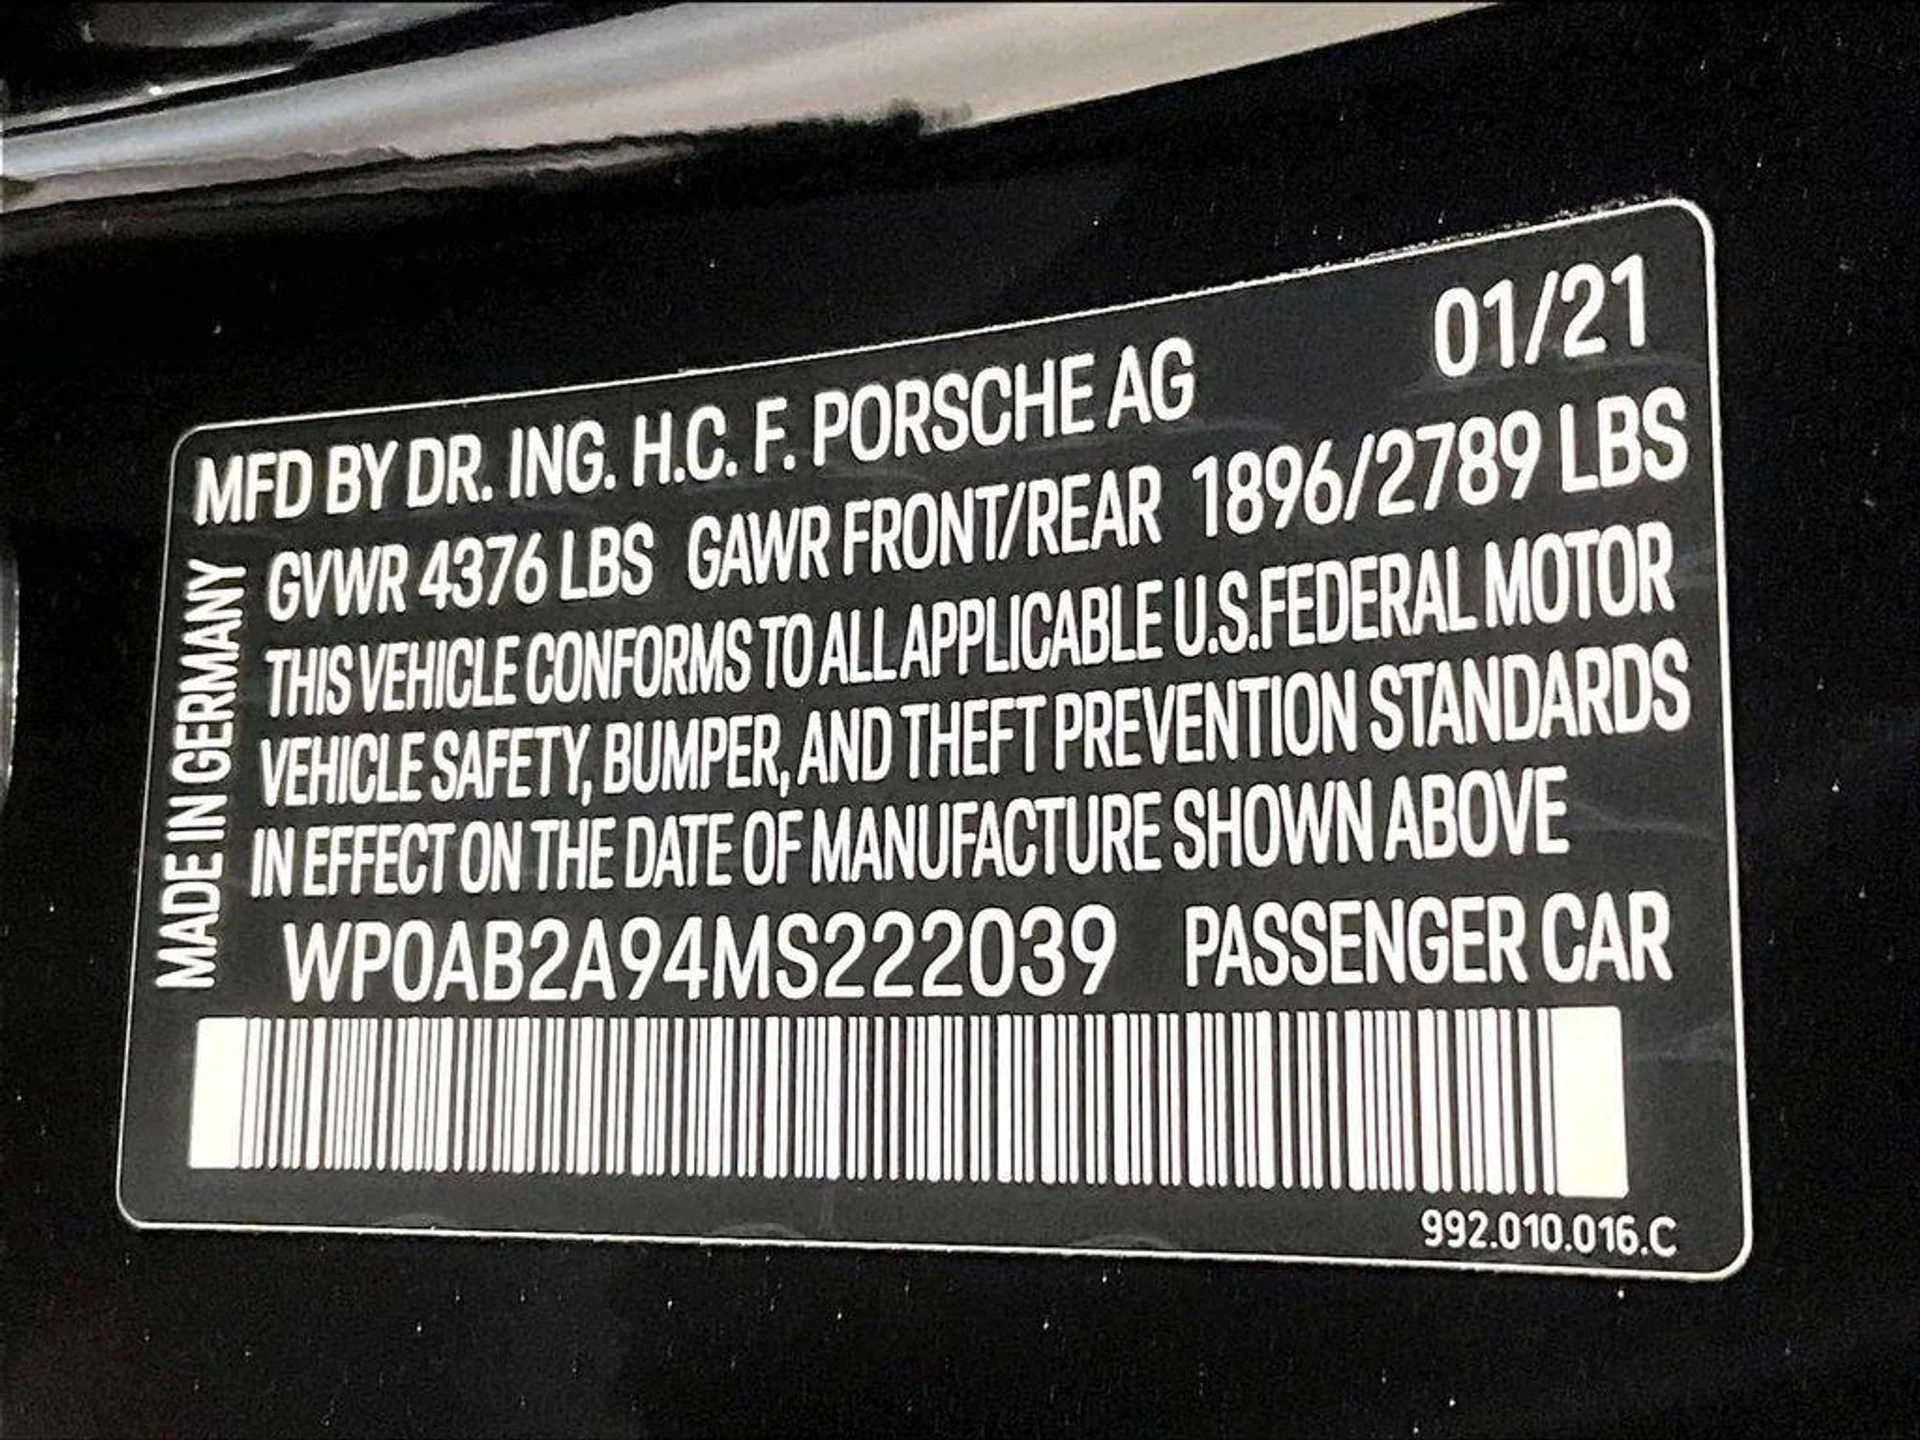 MFD BY DR. ING. H.C. F. PORSCHE AG 01/21
GVWR 4376 LBS GAWR FRONT/REAR 1896/2789 LBS
THIS VEHICLE CONFORMS TO ALL APPLICABLE U.S.FEDERAL MOTOR
VEHICLE SAFETY, BUMPER, AND THEFT PREVENTION STANDARDS
IN EFFECT ON THE DATE OF MANUFACTURE SHOWN ABOVE
WP0AB2A94MS222039 PASSENGER CAR
MADE IN GERMANY
992.010.016.C